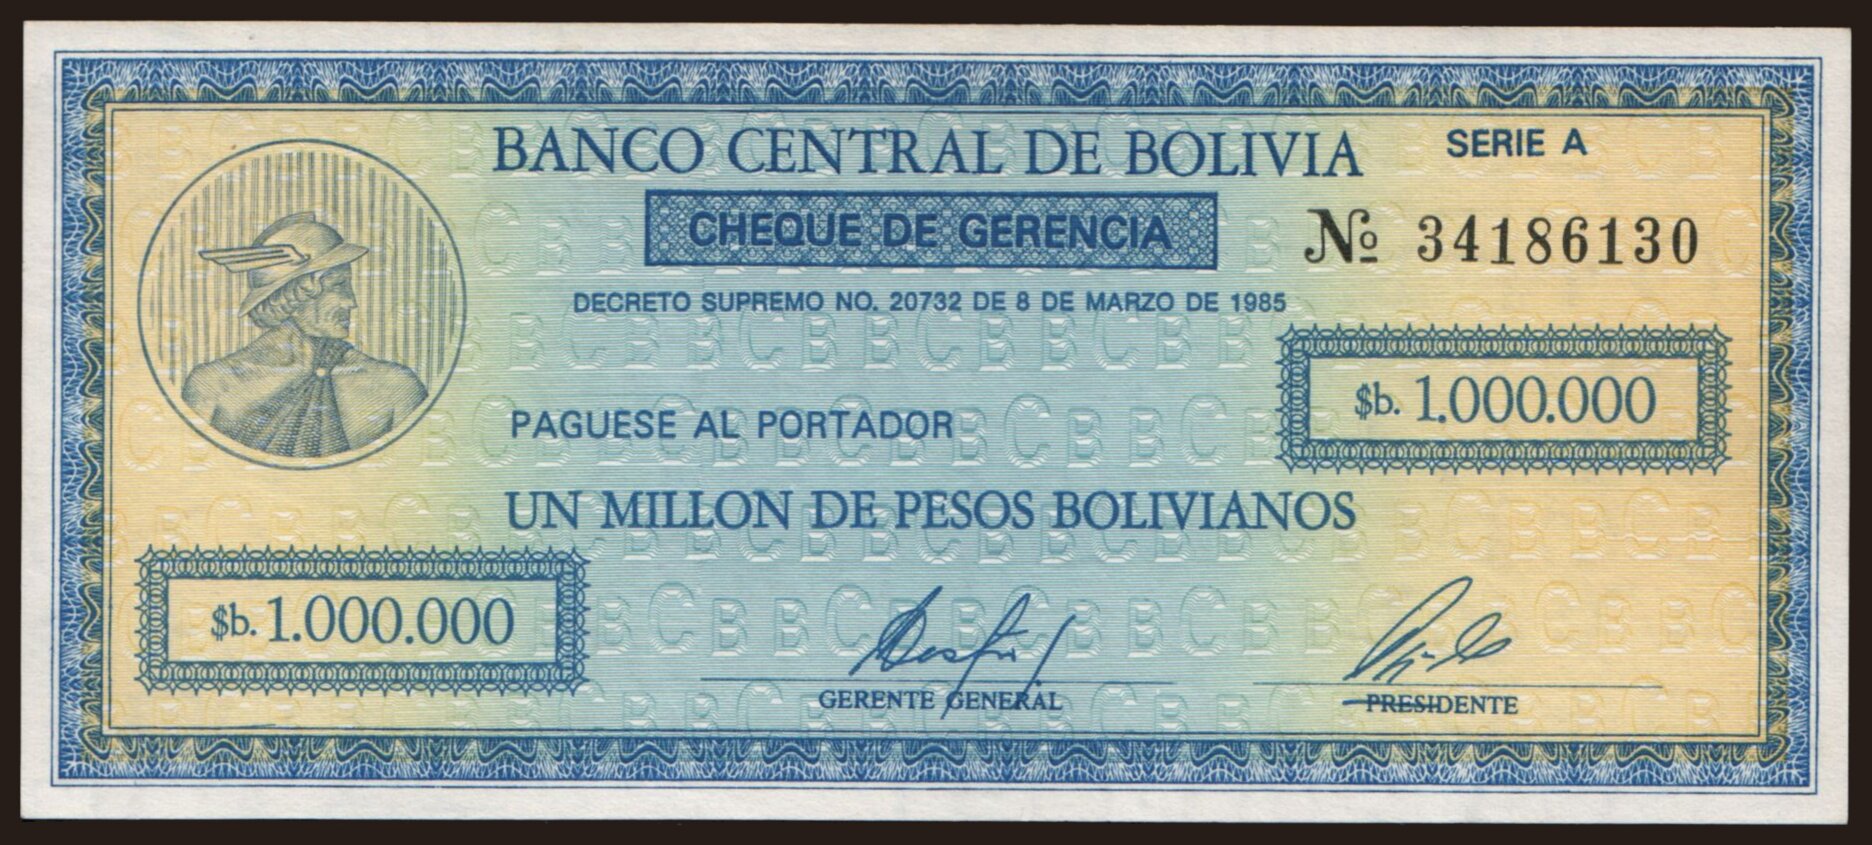 BANCO CENTRAL DE BOLIVIA
SERIE A
CHEQUE DE GERENCIA
№ 34186130
DECRETO SUPREMO NO. 20732 DE 8 DE MARZO DE 1985
$b. 1.000.000
PAGUESE AL PORTADOR
UN MILLON DE PESOS BOLIVIANOS
$b. 1.000.000
GERENTE GENERAL
PRESIDENTE